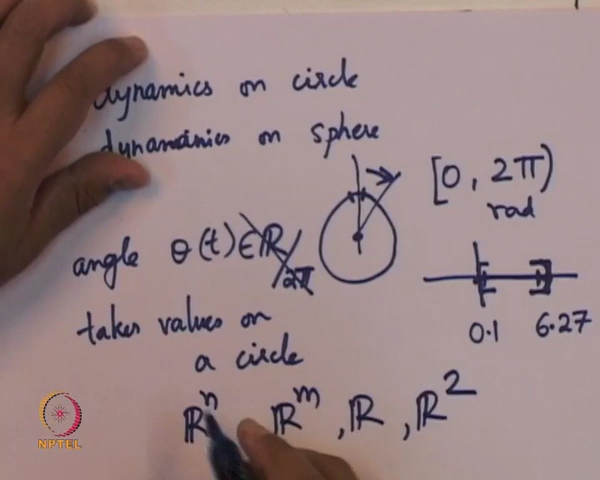 dynamics on circle
dynamanics on sphere
[0, 2π)
rad
angle θ(t) ∈ ℝ/2π
0.1 6.27
takes values on
a circle
ℝⁿ ℝᵐ, ℝ, ℝ²
NPTEL